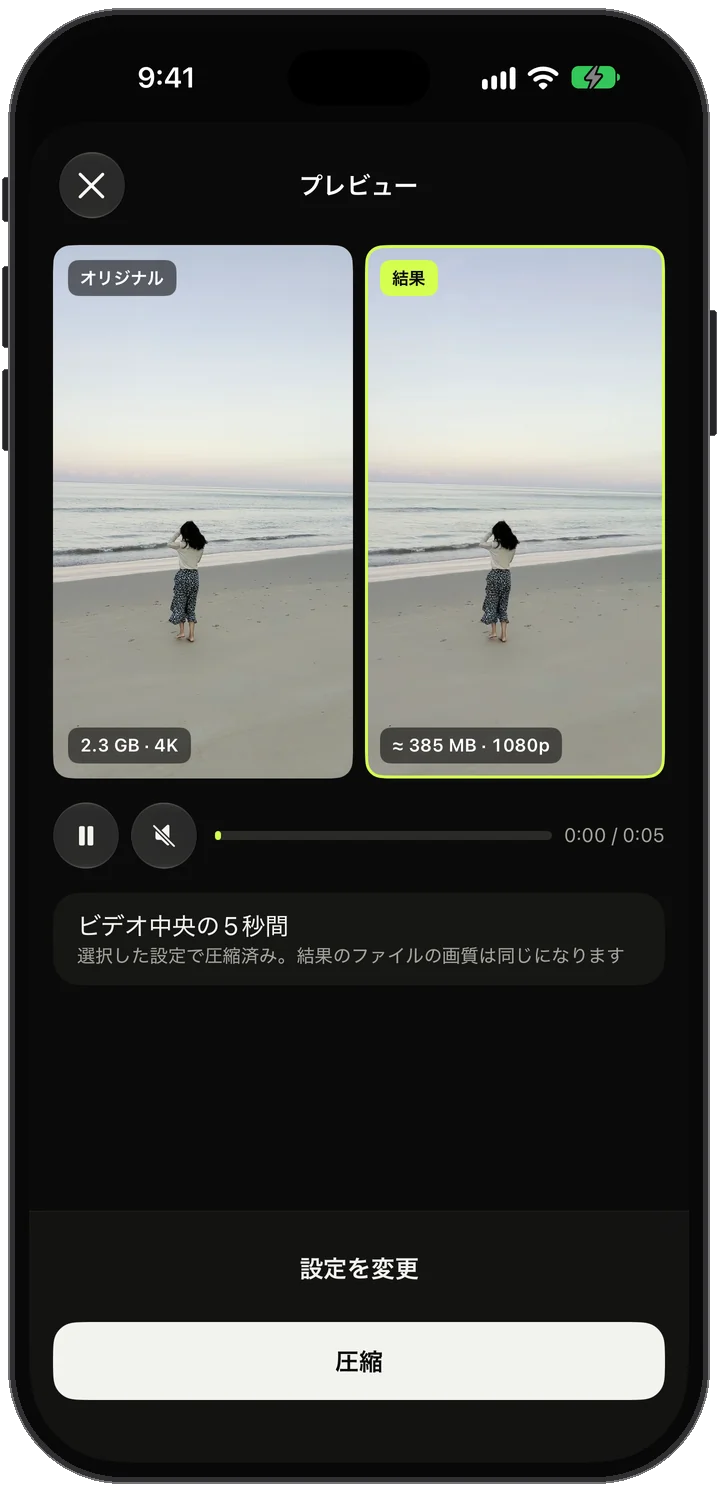 9:41
プレビュー
オリジナル
結果
2.3 GB · 4K
≈ 385 MB · 1080p
0:00 / 0:05
ビデオ中央の5秒間
選択した設定で圧縮済み。結果のファイルの画質は同じになります
設定を変更
圧縮